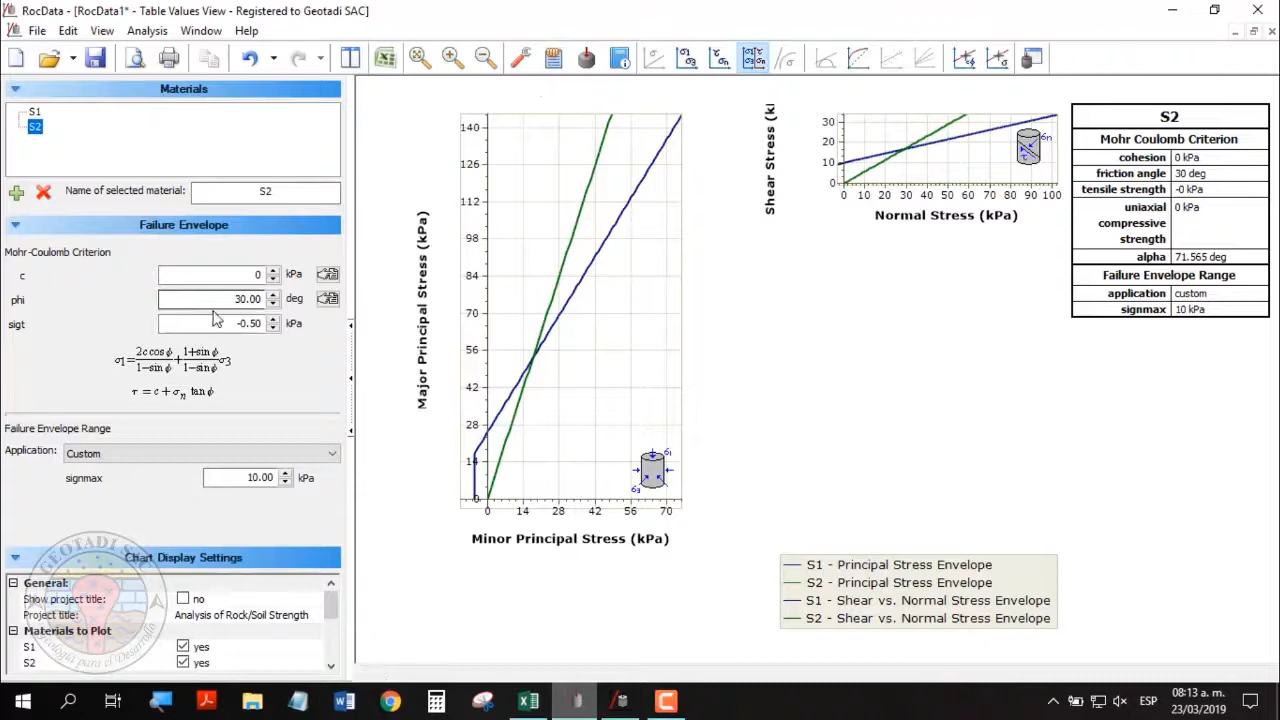 RocData - [RocData1* - Table Values View - Registered to Geotadi SAC]
File Edit View Analysis Window Help
Materials
S1
S2
Name of selected material: S2
Failure Envelope
Mohr-Coulomb Criterion
c 0 kPa
phi 30.00 deg
sigt -0.50 kPa
σ1 = 2c cos ϕ / 1−sin ϕ + 1+sin ϕ / 1−sin ϕ σ3
τ = c + σn tan ϕ
Failure Envelope Range
Application: Custom
signmax 10.00 kPa
Chart Display Settings
General:
Show project title: no
Project title: Analysis of Rock/Soil Strength
Materials to Plot
S1 yes
S2 yes
GEOTADI SAC
Major Principal Stress (kPa)
140
126
112
98
84
70
56
42
28
14
0
0 14 28 42 56 70
Minor Principal Stress (kPa)
σ1
σ3
Shear Stress (kl
30
20
10
0
0 10 20 30 40 50 60 70 80 90 100
Normal Stress (kPa)
σn
τ
S2
Mohr Coulomb Criterion
cohesion 0 kPa
friction angle 30 deg
tensile strength -0 kPa
uniaxial compressive strength 0 kPa
alpha 71.565 deg
Failure Envelope Range
application custom
signmax 10 kPa
S1 - Principal Stress Envelope
S2 - Principal Stress Envelope
S1 - Shear vs. Normal Stress Envelope
S2 - Shear vs. Normal Stress Envelope
ESP
08:13 a. m.
23/03/2019